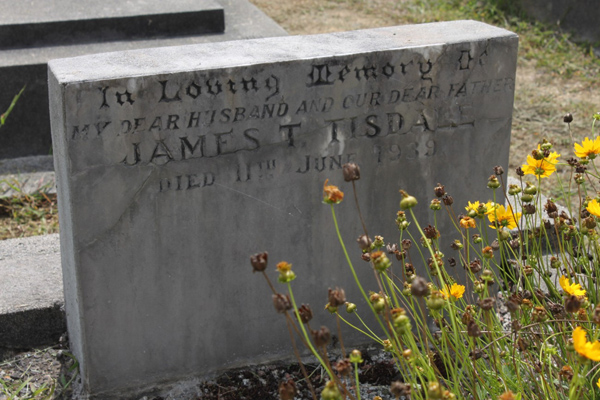 In Loving Memory Of
MY DEAR HUSBAND AND OUR DEAR FATHER
JAMES T. TISDALE
DIED 11TH JUNE 1939